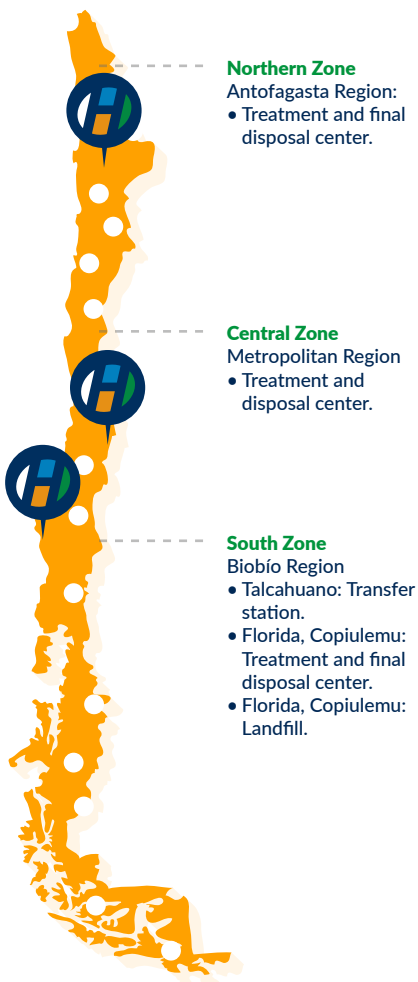 Northern Zone
Antofagasta Region:
• Treatment and final
disposal center.
Central Zone
Metropolitan Region
• Treatment and
disposal center.
South Zone
Biobío Region
• Talcahuano: Transfer
station.
• Florida, Copiulemu:
Treatment and final
disposal center.
• Florida, Copiulemu:
Landfill.